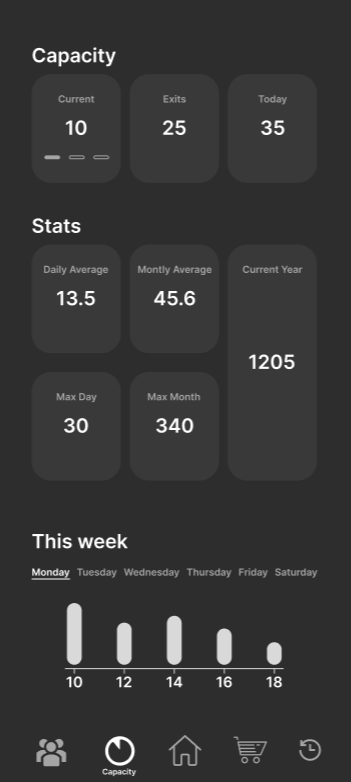 Capacity
Current Exits Today
10 25 35
Stats
Daily Average Montly Average Current Year
13.5 45.6
1205
Max Day Max Month
30 340
This week
Monday Tuesday Wednesday Thursday Friday Saturday
10 12 14 16 18
Capacity